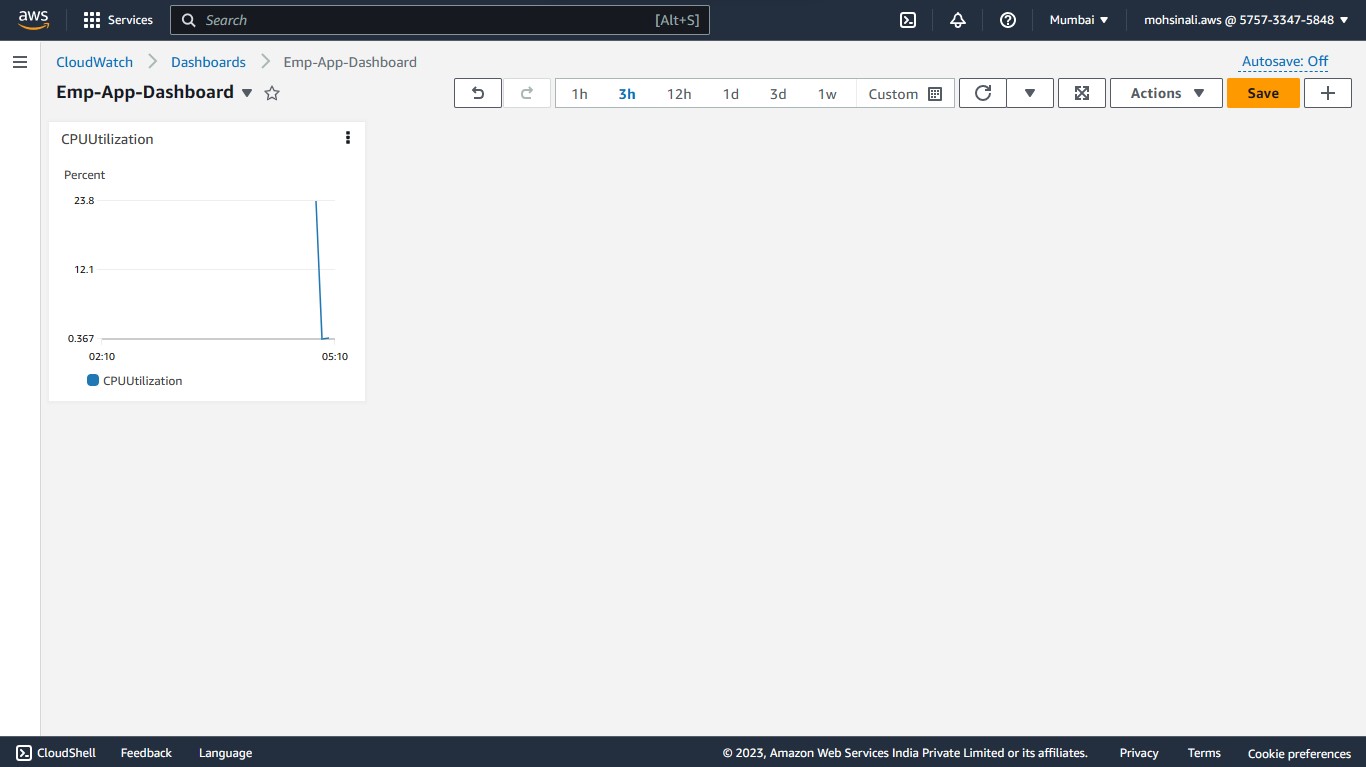 aws Services Search [Alt+S] Mumbai mohsinali.aws @ 5757-3347-5848
CloudWatch Dashboards Emp-App-Dashboard Autosave: Off
Emp-App-Dashboard 1h 3h 12h 1d 3d 1w Custom Actions Save
CPUUtilization
Percent
23.8
12.1
0.367
02:10 05:10
CPUUtilization
CloudShell Feedback Language © 2023, Amazon Web Services India Private Limited or its affiliates. Privacy Terms Cookie preferences